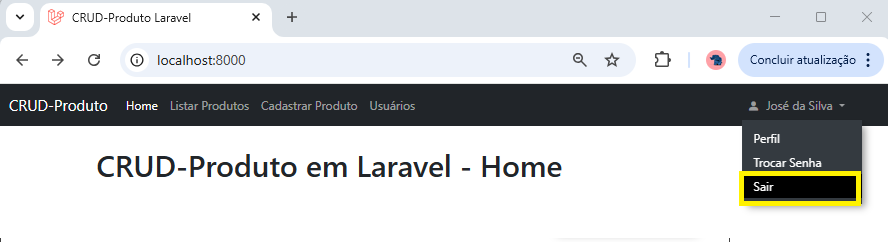 CRUD-Produto Laravel
localhost:8000
Concluir atualização
CRUD-Produto Home Listar Produtos Cadastrar Produto Usuários José da Silva
Perfil
Trocar Senha
Sair
CRUD-Produto em Laravel - Home